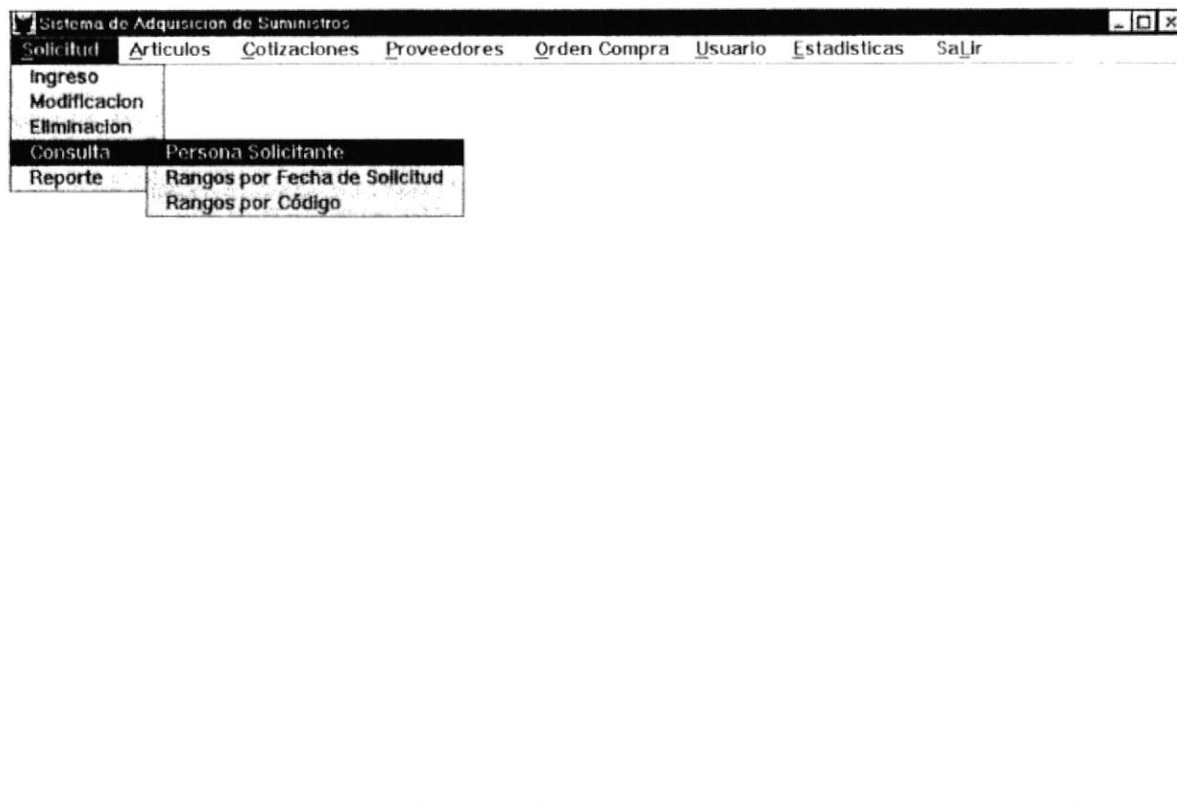 Sistema de Adquisicion de Suministros
Solicitud Articulos Cotizaciones Proveedores Orden Compra Usuario Estadisticas SaLir
Ingreso
Modificacion
Eliminacion
Consulta Persona Solicitante
Reporte Rangos por Fecha de Solicitud
Rangos por Código